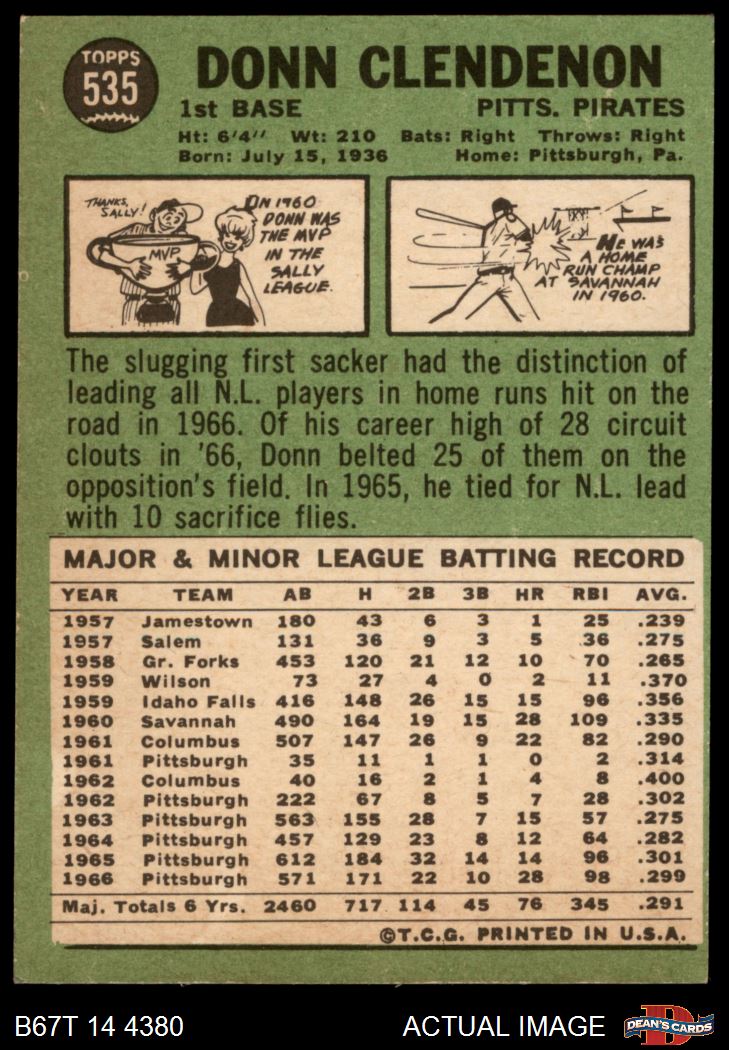 TOPPS
535
DONN CLENDENON
1st BASE PITTS. PIRATES
Ht: 6'4" Wt: 210 Bats: Right Throws: Right
Born: July 15, 1936 Home: Pittsburgh, Pa.
THANKS, SALLY!
MVP
IN 1960
DONN WAS
THE MVP
IN THE
SALLY
LEAGUE.
HE WAS
A HOME
RUN CHAMP
AT SAVANNAH
IN 1960.
The slugging first sacker had the distinction of
leading all N.L. players in home runs hit on the
road in 1966. Of his career high of 28 circuit
clouts in '66, Donn belted 25 of them on the
opposition's field. In 1965, he tied for N.L. lead
with 10 sacrifice flies.
MAJOR & MINOR LEAGUE BATTING RECORD
YEAR TEAM AB H 2B 3B HR RBI AVG.
1957 Jamestown 180 43 6 3 1 25 .239
1957 Salem 131 36 9 3 5 36 .275
1958 Gr. Forks 453 120 21 12 10 70 .265
1959 Wilson 73 27 4 0 2 11 .370
1959 Idaho Falls 416 148 26 15 15 96 .356
1960 Savannah 490 164 19 15 28 109 .335
1961 Columbus 507 147 26 9 22 82 .290
1961 Pittsburgh 35 11 1 1 0 2 .314
1962 Columbus 40 16 2 1 4 8 .400
1962 Pittsburgh 222 67 8 5 7 28 .302
1963 Pittsburgh 563 155 28 7 15 57 .275
1964 Pittsburgh 457 129 23 8 12 64 .282
1965 Pittsburgh 612 184 32 14 14 96 .301
1966 Pittsburgh 571 171 22 10 28 98 .299
Maj. Totals 6 Yrs. 2460 717 114 45 76 345 .291
©T.C.G. PRINTED IN U.S.A.
B67T 14 4380 ACTUAL IMAGE
D
DEAN'S CARDS